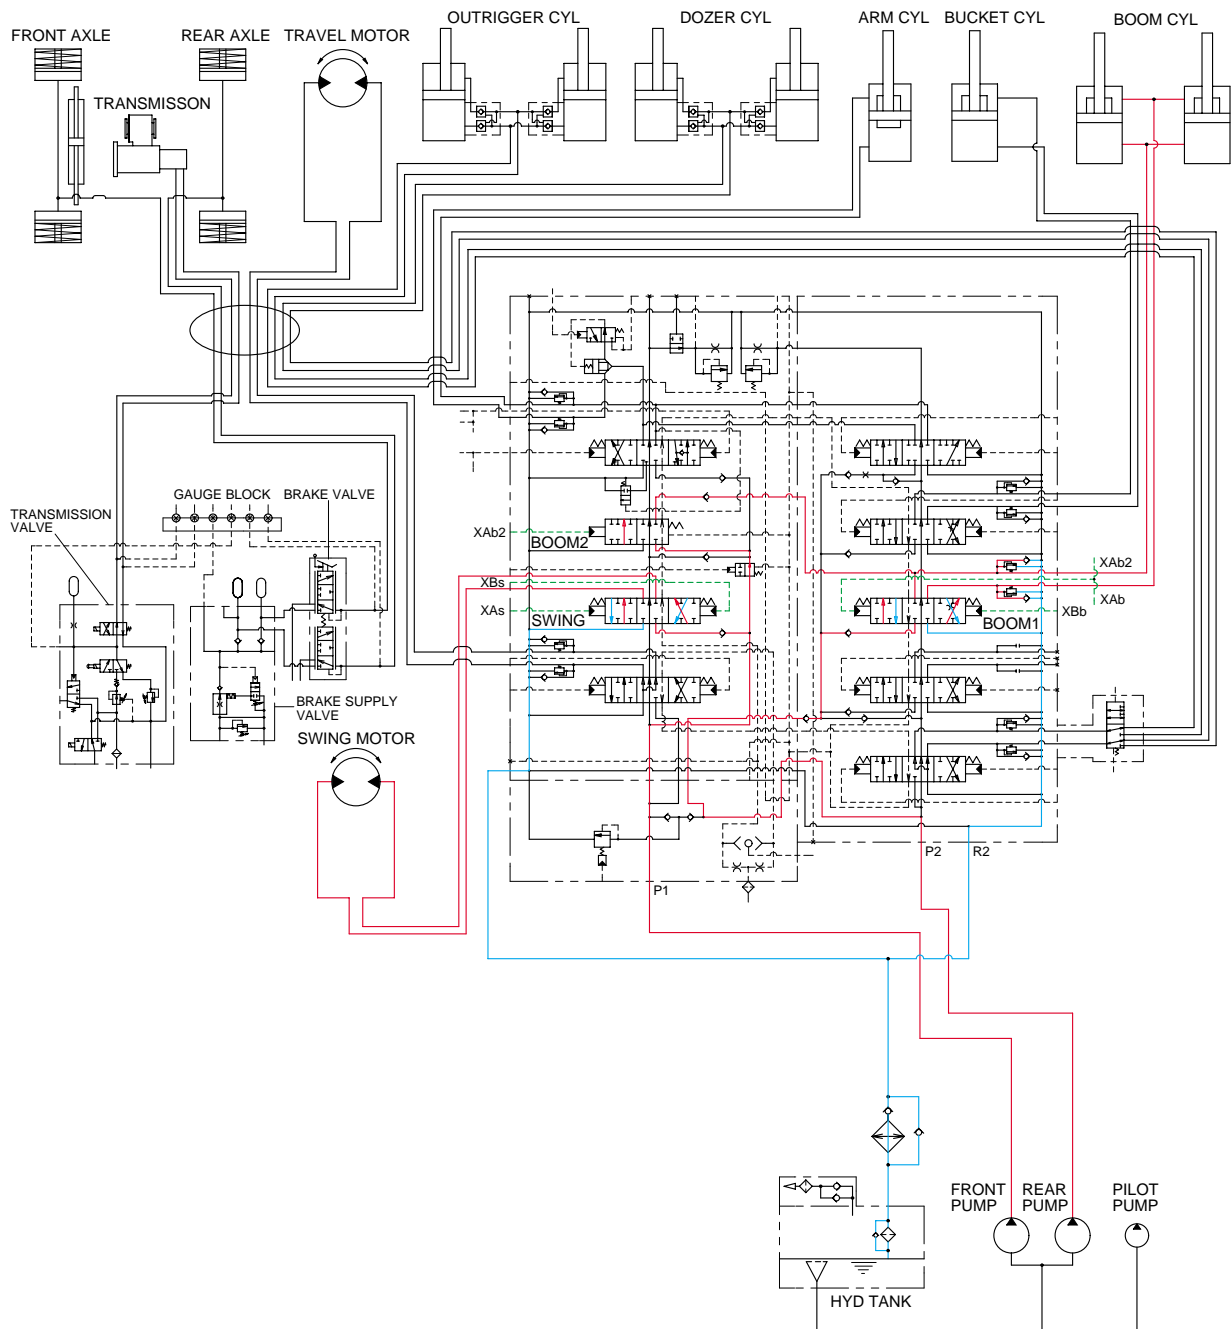 OUTRIGGER CYL
DOZER CYL
ARM CYL
BUCKET CYL
BOOM CYL
FRONT AXLE
REAR AXLE
TRAVEL MOTOR
TRANSMISSON
GAUGE BLOCK
BRAKE VALVE
TRANSMISSION
VALVE
XAb2
BOOM2
XBs
XAs
SWING
XAb2
XAb
XBb
BOOM1
BRAKE SUPPLY
VALVE
SWING MOTOR
P1
P2
R2
FRONT
PUMP
REAR
PUMP
PILOT
PUMP
HYD TANK